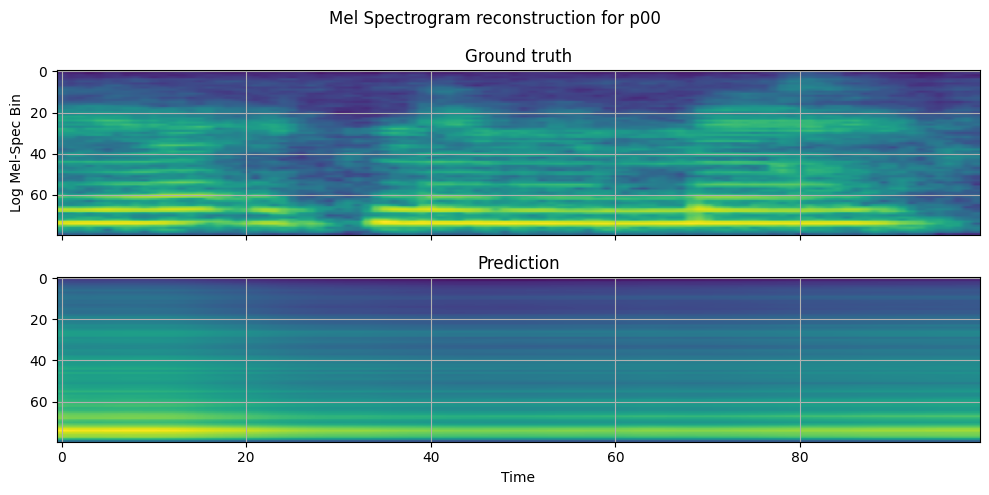 Mel Spectrogram reconstruction for p00
Ground truth
Log Mel-Spec Bin
0
20
40
60
Prediction
0
20
40
60
0 20 40 60 80
Time